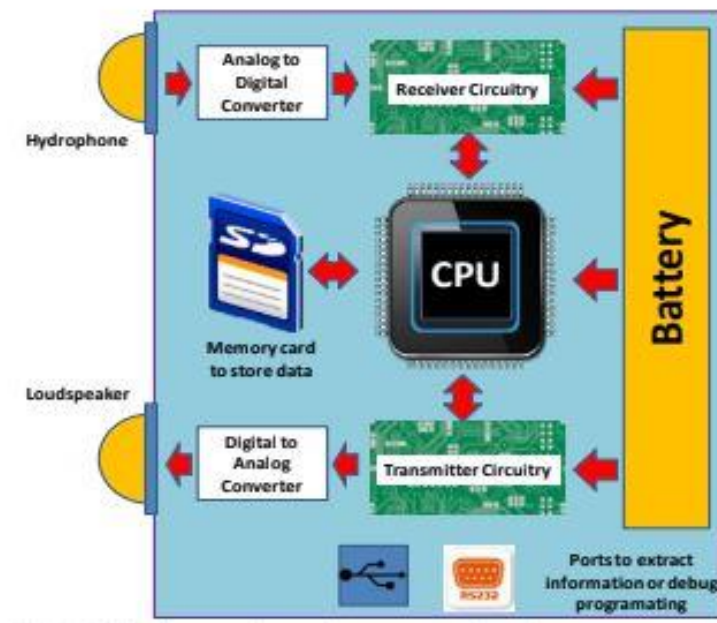 Analog to
Digital
Converter
Receiver Circuitry
Hydrophone
Battery
SD
CPU
Memory card
to store data
Loudspeaker
Digital to
Analog
Converter
Transmitter Circuitry
RS232
Ports to extract
information or debug
programating